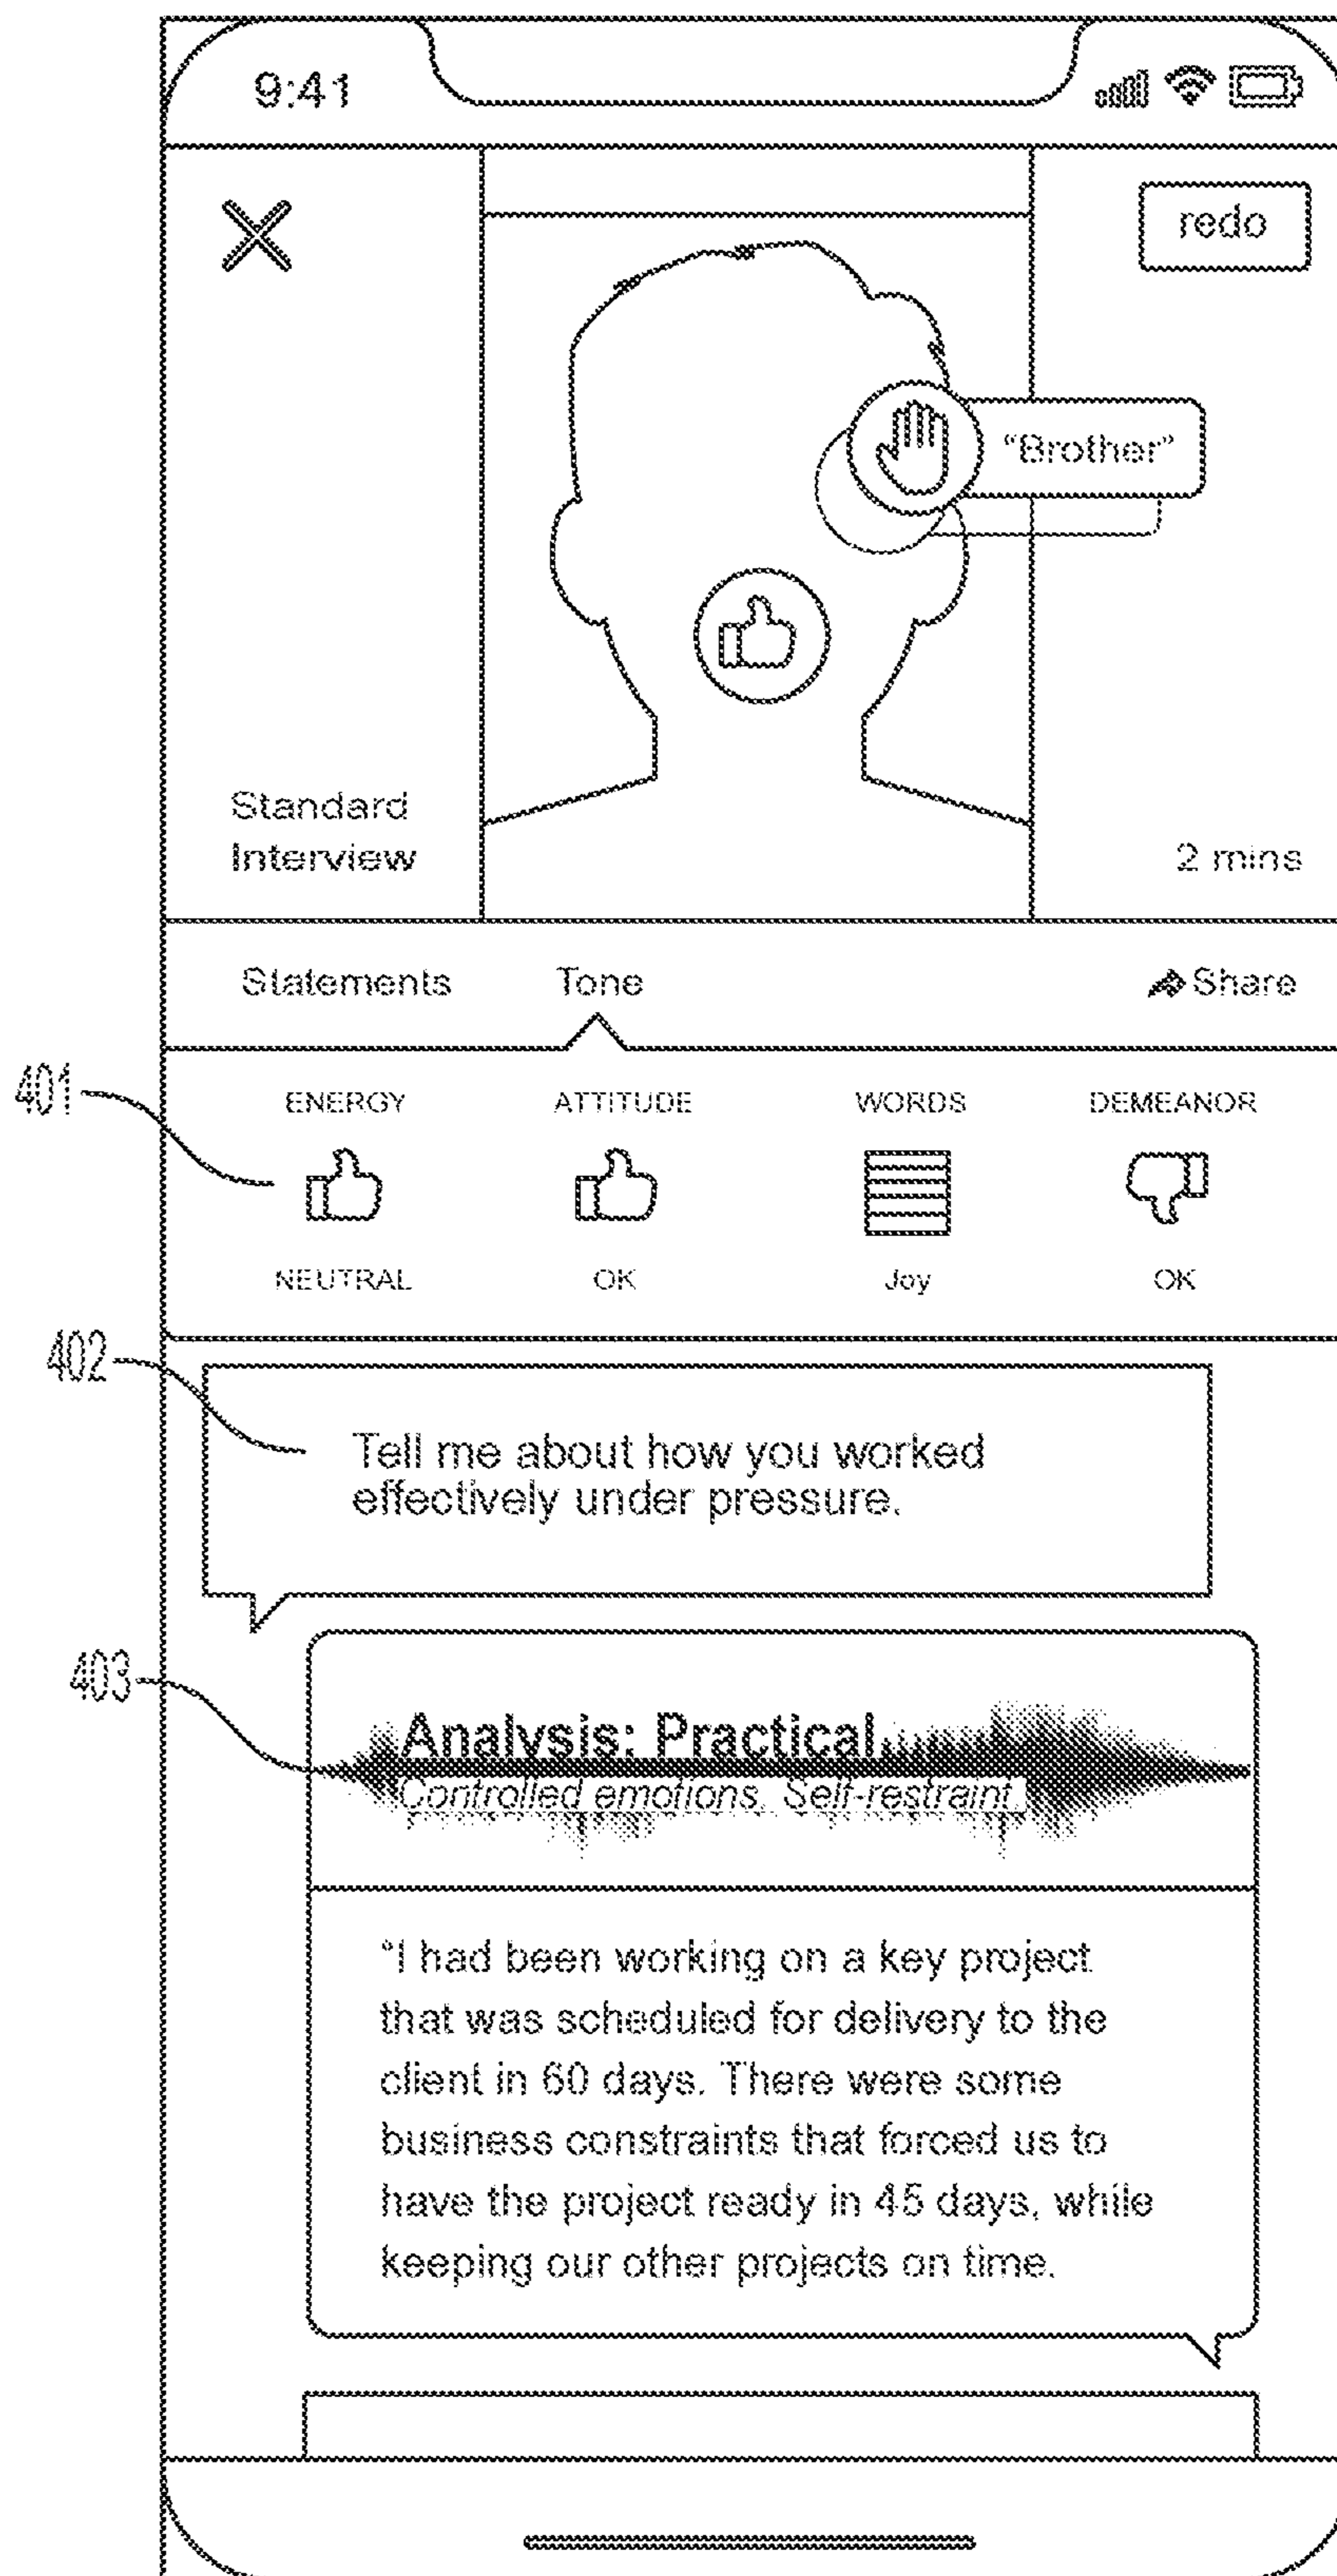 9:41
redo
“Brother”
Standard
Interview
2 mins
Statements Tone Share
401
ENERGY ATTITUDE WORDS DEMEANOR
NEUTRAL OK Joy OK
402
Tell me about how you worked
effectively under pressure.
403
Analysis: Practical
Controlled emotions. Self-restraint.
“I had been working on a key project
that was scheduled for delivery to the
client in 60 days. There were some
business constraints that forced us to
have the project ready in 45 days, while
keeping our other projects on time.